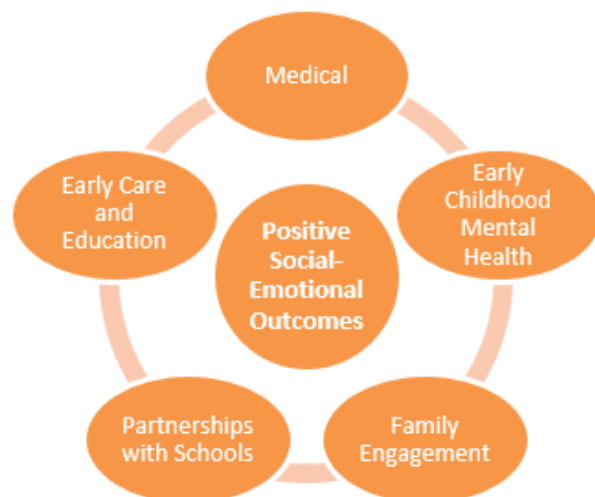 Medical
Early
Childhood
Mental
Health
Family
Engagement
Partnerships
with Schools
Early Care
and
Education
Positive
Social-
Emotional
Outcomes